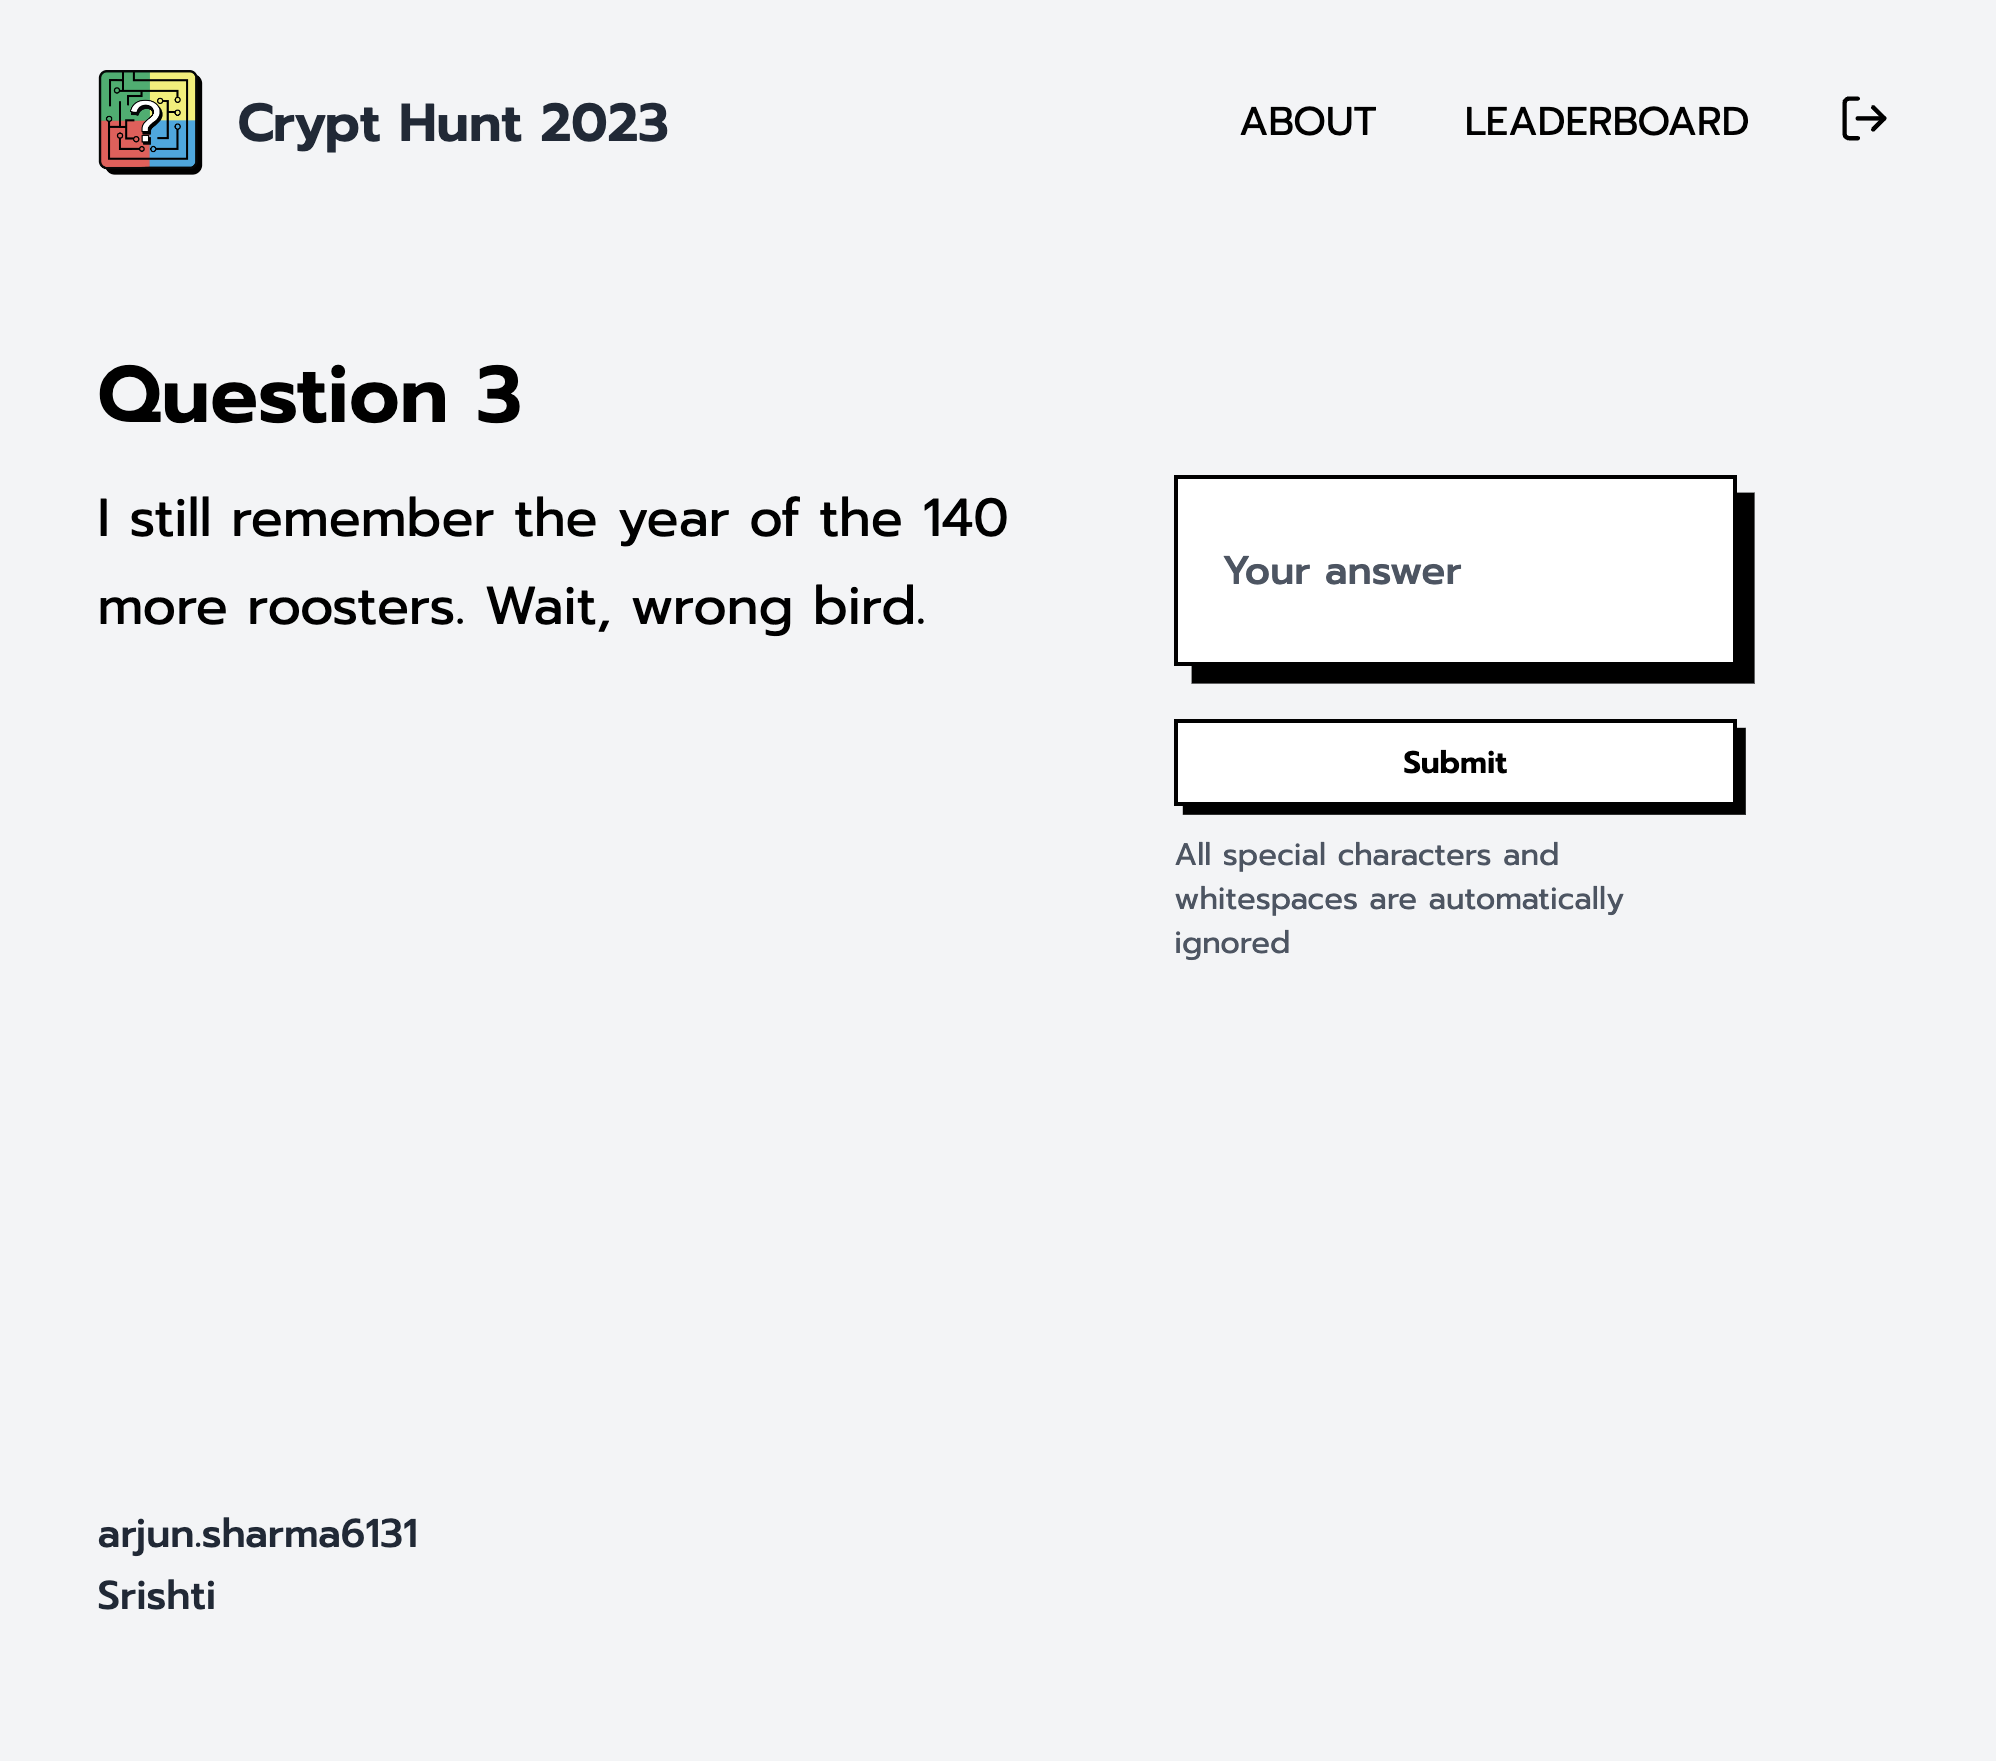 Crypt Hunt 2023
ABOUT
LEADERBOARD
Question 3
I still remember the year of the 140
more roosters. Wait, wrong bird.
Your answer
Submit
All special characters and
whitespaces are automatically
ignored
arjun.sharma6131
Srishti